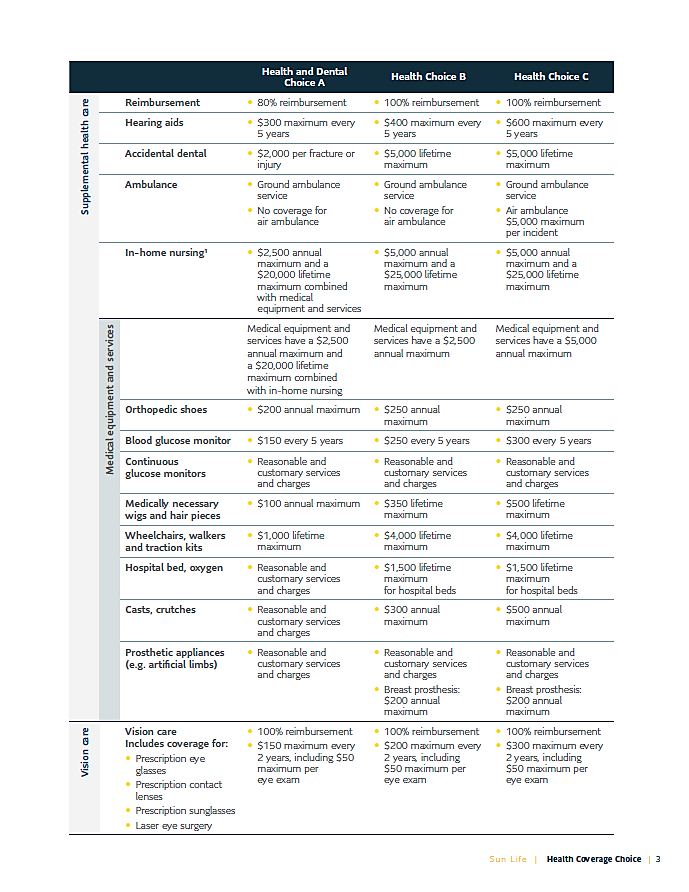 Health and Dental
Choice A
Health Choice B
Health Choice C
Supplemental health care
Reimbursement
• 80% reimbursement
• 100% reimbursement
• 100% reimbursement
Hearing aids
• $300 maximum every
5 years
• $400 maximum every
5 years
• $600 maximum every
5 years
Accidental dental
• $2,000 per fracture or
injury
• $5,000 lifetime
maximum
• $5,000 lifetime
maximum
Ambulance
• Ground ambulance
service
• No coverage for
air ambulance
• Ground ambulance
service
• No coverage for
air ambulance
• Ground ambulance
service
• Air ambulance
$5,000 maximum
per incident
In-home nursing¹
• $2,500 annual
maximum and a
$20,000 lifetime
maximum combined
with medical
equipment and services
• $5,000 annual
maximum and a
$25,000 lifetime
maximum
• $5,000 annual
maximum and a
$25,000 lifetime
maximum
Medical equipment and services
Medical equipment and
services have a $2,500
annual maximum and
a $20,000 lifetime
maximum combined
with in-home nursing
Medical equipment and
services have a $2,500
annual maximum
Medical equipment and
services have a $5,000
annual maximum
Orthopedic shoes
• $200 annual maximum
• $250 annual
maximum
• $250 annual
maximum
Blood glucose monitor
• $150 every 5 years
• $250 every 5 years
• $300 every 5 years
Continuous
glucose monitors
• Reasonable and
customary services
and charges
• Reasonable and
customary services
and charges
• Reasonable and
customary services
and charges
Medically necessary
wigs and hair pieces
• $100 annual maximum
• $350 lifetime
maximum
• $500 lifetime
maximum
Wheelchairs, walkers
and traction kits
• $1,000 lifetime
maximum
• $4,000 lifetime
maximum
• $4,000 lifetime
maximum
Hospital bed, oxygen
• Reasonable and
customary services
and charges
• $1,500 lifetime
maximum
for hospital beds
• $1,500 lifetime
maximum
for hospital beds
Casts, crutches
• Reasonable and
customary services
and charges
• $300 annual
maximum
• $500 annual
maximum
Prosthetic appliances
(e.g. artificial limbs)
• Reasonable and
customary services
and charges
• Reasonable and
customary services
and charges
• Breast prosthesis:
$200 annual
maximum
• Reasonable and
customary services
and charges
• Breast prosthesis:
$200 annual
maximum
Vision care
Vision care
Includes coverage for:
• Prescription eye
glasses
• Prescription contact
lenses
• Prescription sunglasses
• Laser eye surgery
• 100% reimbursement
• $150 maximum every
2 years, including $50
maximum per
eye exam
• 100% reimbursement
• $200 maximum every
2 years, including
$50 maximum per
eye exam
• 100% reimbursement
• $300 maximum every
2 years, including
$50 maximum per
eye exam
Sun Life | Health Coverage Choice | 3